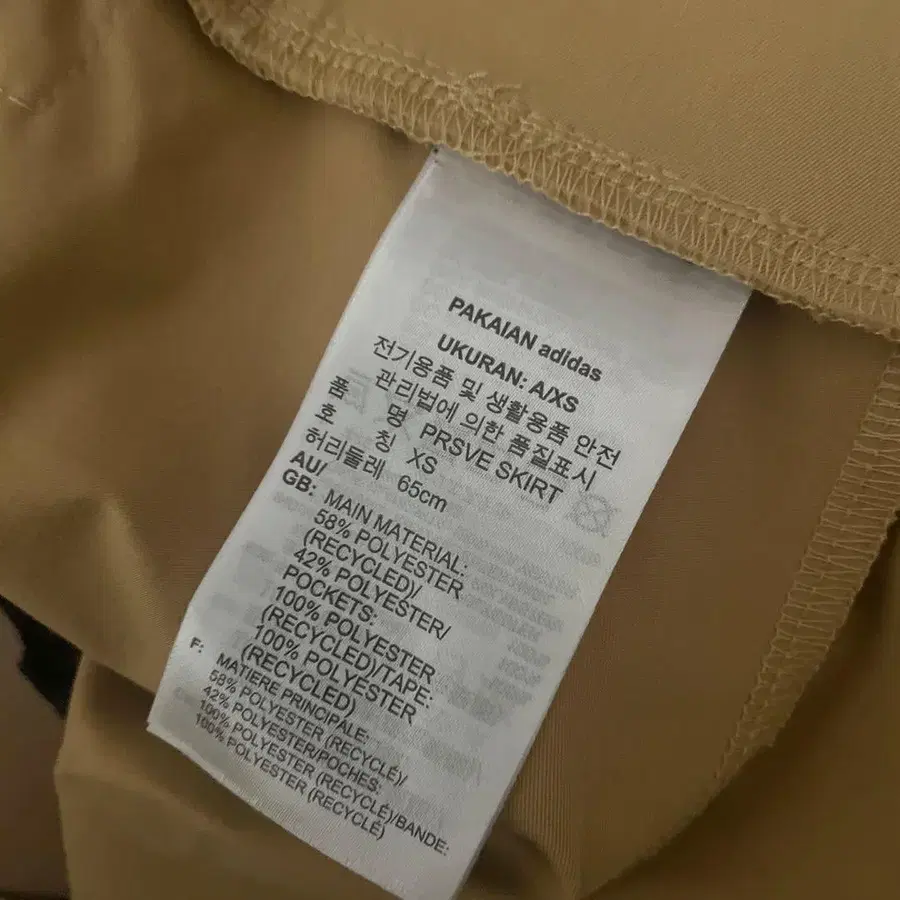 PAKAIAN adidas
UKURAN: A/XS
전기용품 및 생활용품 안전
관리법에 의한 품질표시
품 명 PRSVE SKIRT
호 칭 XS
허리둘레 65cm
AU/
GB: MAIN MATERIAL:
58% POLYESTER
(RECYCLED)/
42% POLYESTER/
POCKETS:
100% POLYESTER
(RECYCLED)/TAPE:
100% POLYESTER
(RECYCLED)
F: MATIERE PRINCIPALE:
58% POLYESTER (RECYCLÉ)/
42% POLYESTER/POCHES:
100% POLYESTER (RECYCLÉ)/BANDE:
100% POLYESTER (RECYCLÉ)